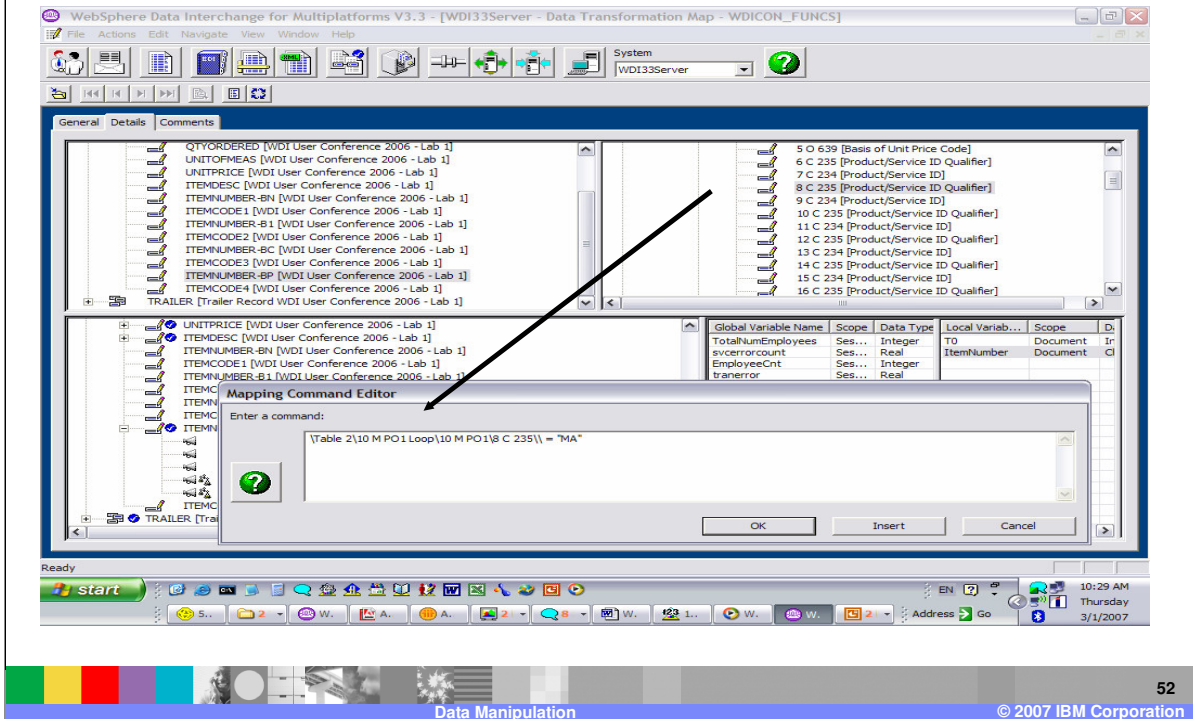 WebSphere Data Interchange for Multiplatforms V3.3 - [WDI33Server - Data Transformation Map - WDICON_FUNCS]
File Actions Edit Navigate View Window Help
System
WDI33Server
General Details Comments
QTYORDERED [WDI User Conference 2006 - Lab 1]
UNITOFMEAS [WDI User Conference 2006 - Lab 1]
UNITPRICE [WDI User Conference 2006 - Lab 1]
ITEMDESC [WDI User Conference 2006 - Lab 1]
ITEMNUMBER-BN [WDI User Conference 2006 - Lab 1]
ITEMCODE1 [WDI User Conference 2006 - Lab 1]
ITEMNUMBER-B1 [WDI User Conference 2006 - Lab 1]
ITEMCODE2 [WDI User Conference 2006 - Lab 1]
ITEMNUMBER-BC [WDI User Conference 2006 - Lab 1]
ITEMCODE3 [WDI User Conference 2006 - Lab 1]
ITEMNUMBER-BP [WDI User Conference 2006 - Lab 1]
ITEMCODE4 [WDI User Conference 2006 - Lab 1]
TRAILER [Trailer Record WDI User Conference 2006 - Lab 1]
5 O 639 [Basis of Unit Price Code]
6 C 235 [Product/Service ID Qualifier]
7 C 234 [Product/Service ID]
8 C 235 [Product/Service ID Qualifier]
9 C 234 [Product/Service ID]
10 C 235 [Product/Service ID Qualifier]
11 C 234 [Product/Service ID]
12 C 235 [Product/Service ID Qualifier]
13 C 234 [Product/Service ID]
14 C 235 [Product/Service ID Qualifier]
15 C 234 [Product/Service ID]
16 C 235 [Product/Service ID Qualifier]
UNITPRICE [WDI User Conference 2006 - Lab 1]
ITEMDESC [WDI User Conference 2006 - Lab 1]
ITEMNUMBER-BN [WDI User Conference 2006 - Lab 1]
ITEMCODE1 [WDI User Conference 2006 - Lab 1]
ITEMNUMBER-B1 [WDI User Conference 2006 - Lab 1]
ITEMC
ITEMN
ITEMC
ITEMN
ITEMC
TRAILER [Trai
Global Variable Name Scope Data Type Local Variab... Scope Da
TotalNumEmployees Ses... Integer T0 Document In
svcerrorcount Ses... Real ItemNumber Document Cl
EmployeeCnt Ses... Integer
tranerror Ses... Real
Mapping Command Editor
Enter a command:
\Table 2\10 M PO1 Loop\10 M PO1\8 C 235\\ = "MA"
OK Insert Cancel
Ready
start
EN 10:29 AM
5.. 2 W. A. A. 2 8 W. 1.. W. W. 2 Address Go Thursday
3/1/2007
52
Data Manipulation © 2007 IBM Corporation